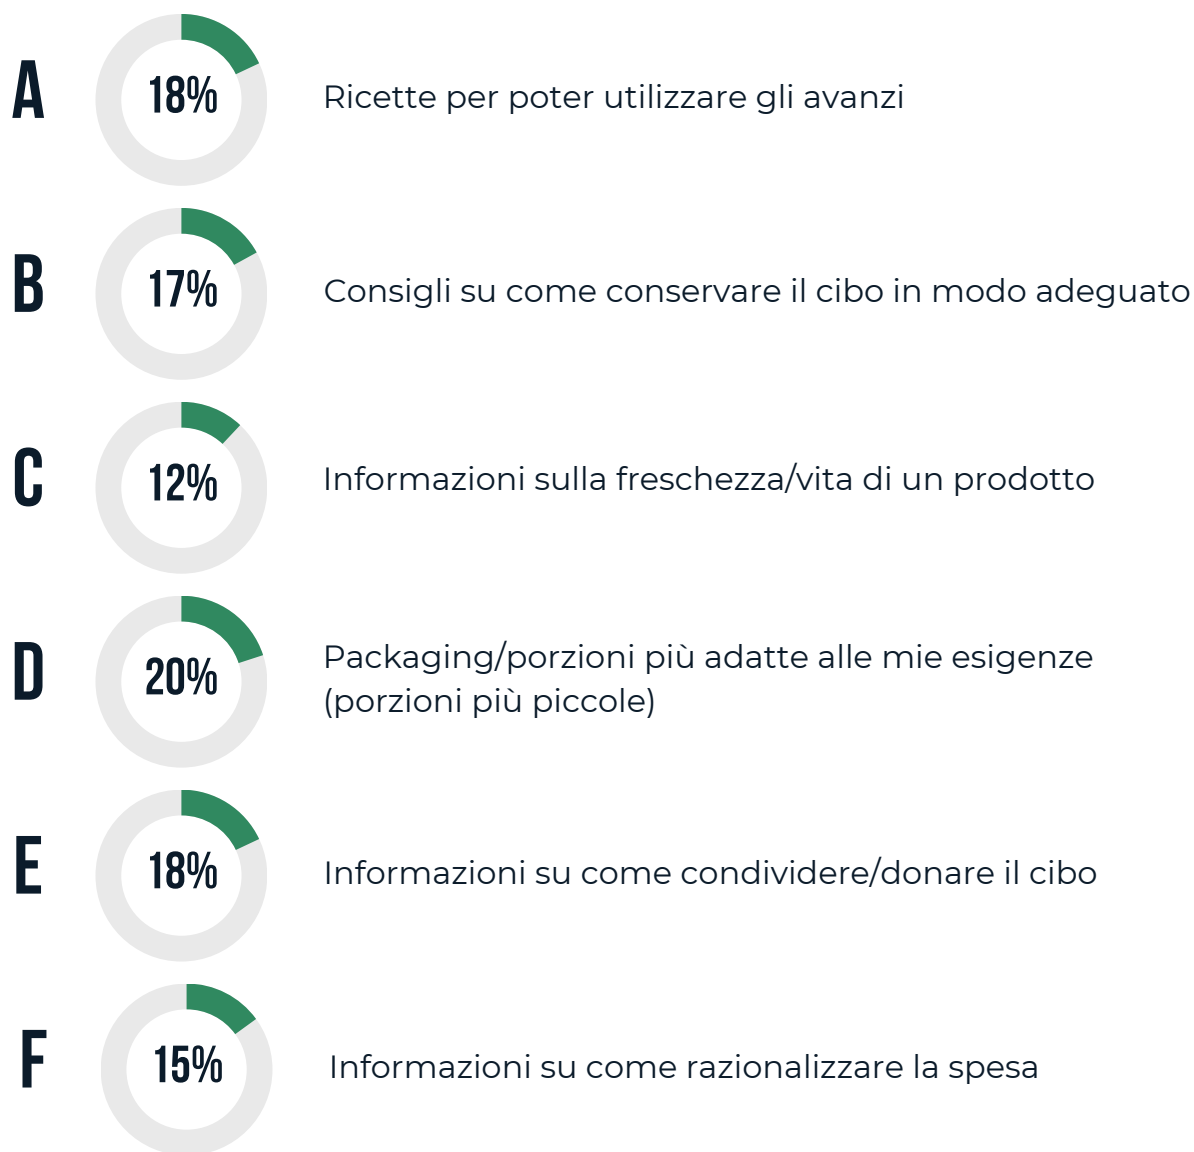 A
18%
Ricette per poter utilizzare gli avanzi
B
17%
Consigli su come conservare il cibo in modo adeguato
C
12%
Informazioni sulla freschezza/vita di un prodotto
D
20%
Packaging/porzioni più adatte alle mie esigenze
(porzioni più piccole)
E
18%
Informazioni su come condividere/donare il cibo
F
15%
Informazioni su come razionalizzare la spesa